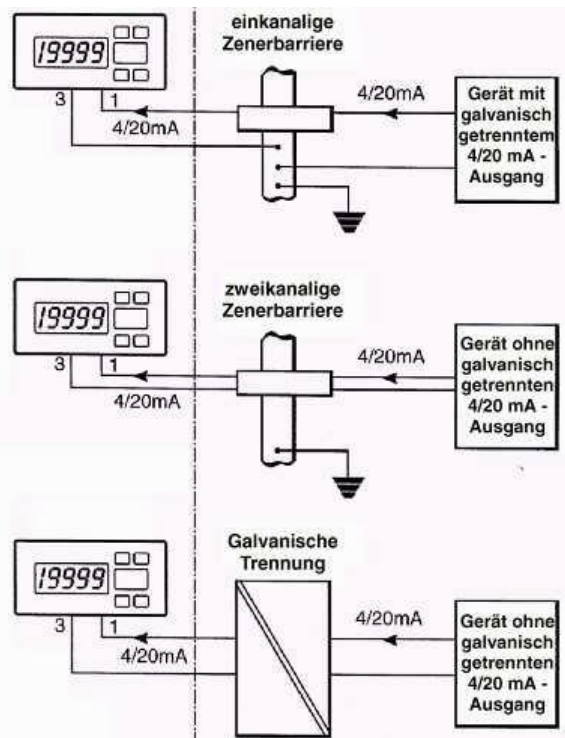 einkanalige
Zenerbarriere
19999
3
1
4/20mA
4/20mA
Gerät mit
galvanisch
getrenntem
4/20 mA -
Ausgang
zweikanalige
Zenerbarriere
19999
3
1
4/20mA
4/20mA
Gerät ohne
galvanisch
getrennten
4/20 mA -
Ausgang
Galvanische
Trennung
19999
3
1
4/20mA
4/20mA
Gerät ohne
galvanisch
getrennten
4/20 mA -
Ausgang